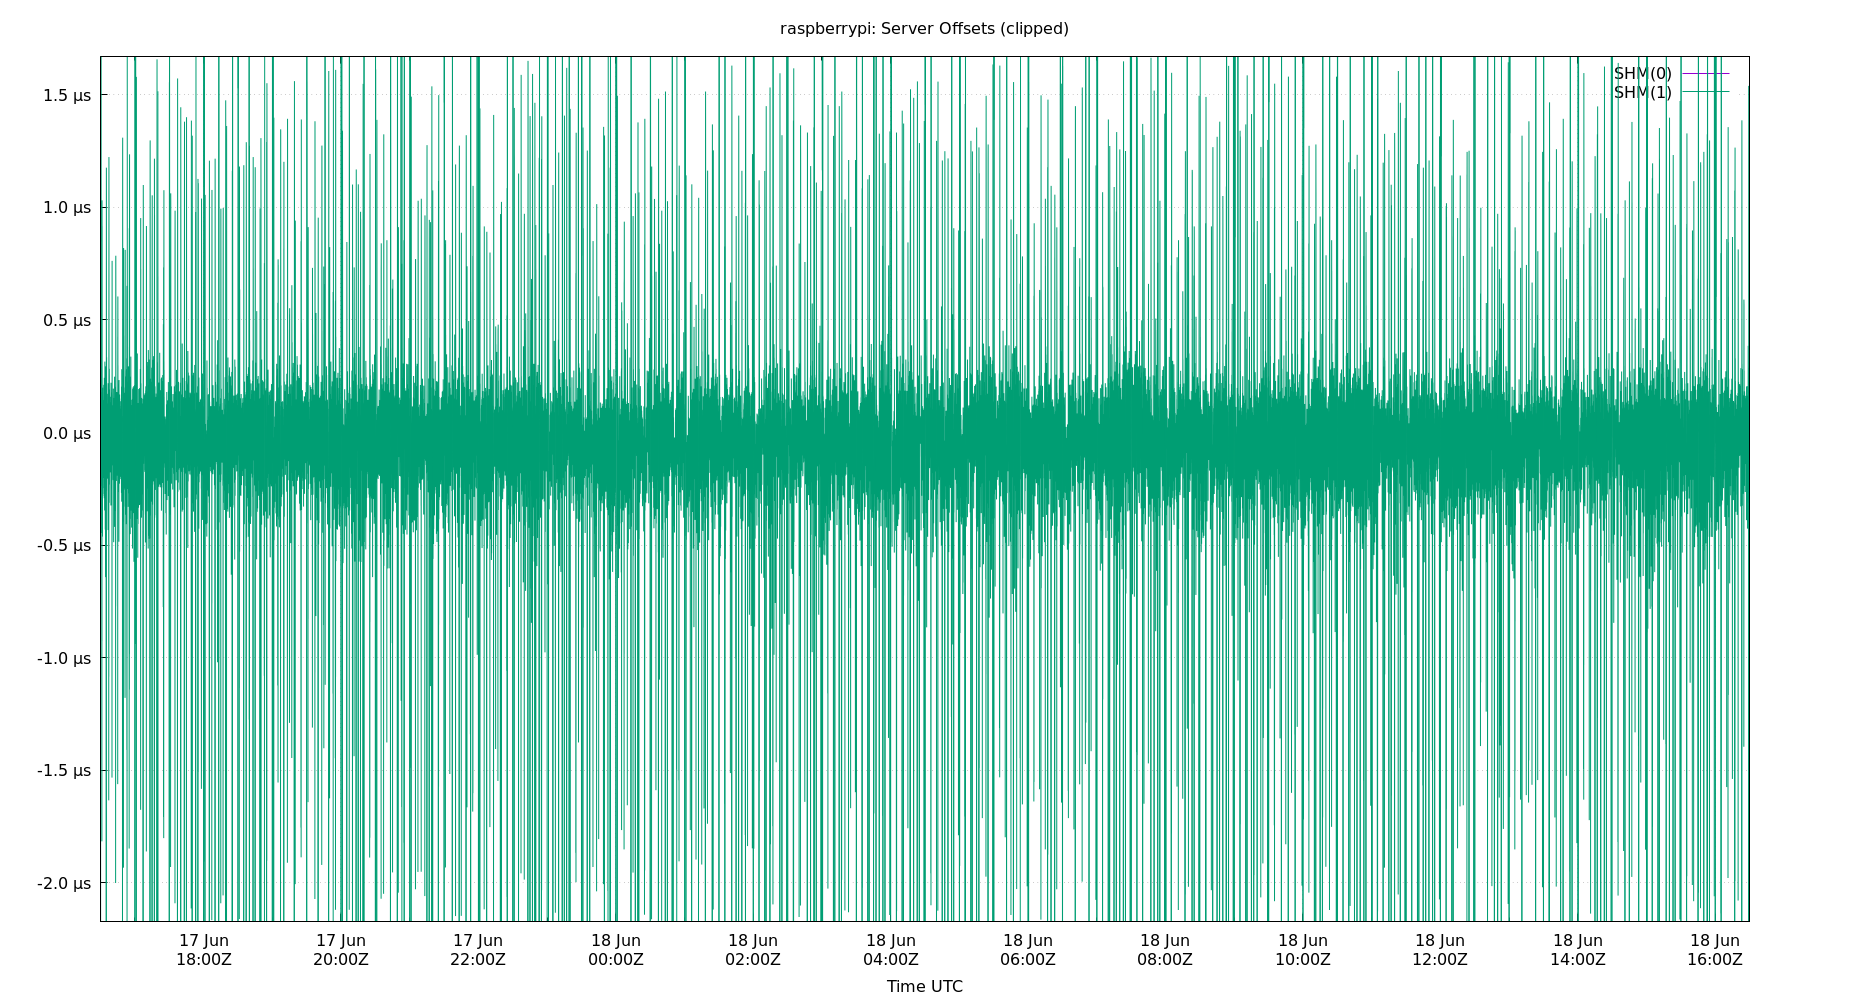 raspberrypi: Server Offsets (clipped)
SHM(0)
SHM(1)
1.5 µs
1.0 µs
0.5 µs
0.0 µs
-0.5 µs
-1.0 µs
-1.5 µs
-2.0 µs
17 Jun 17 Jun 17 Jun 18 Jun 18 Jun 18 Jun 18 Jun 18 Jun 18 Jun 18 Jun 18 Jun 18 Jun
18:00Z 20:00Z 22:00Z 00:00Z 02:00Z 04:00Z 06:00Z 08:00Z 10:00Z 12:00Z 14:00Z 16:00Z
Time UTC